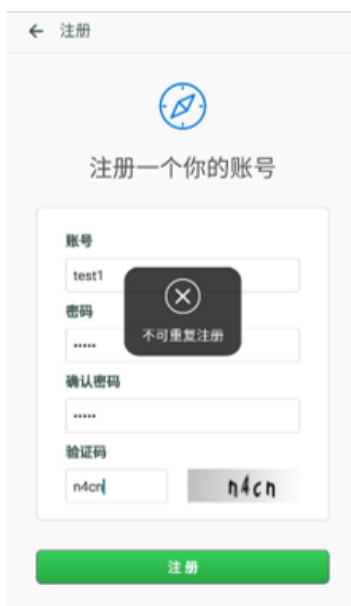 注册
注册一个你的账号
账号
test1
密码
不可重复注册
•••••
确认密码
•••••
验证码
n4cn
n4cn
注册